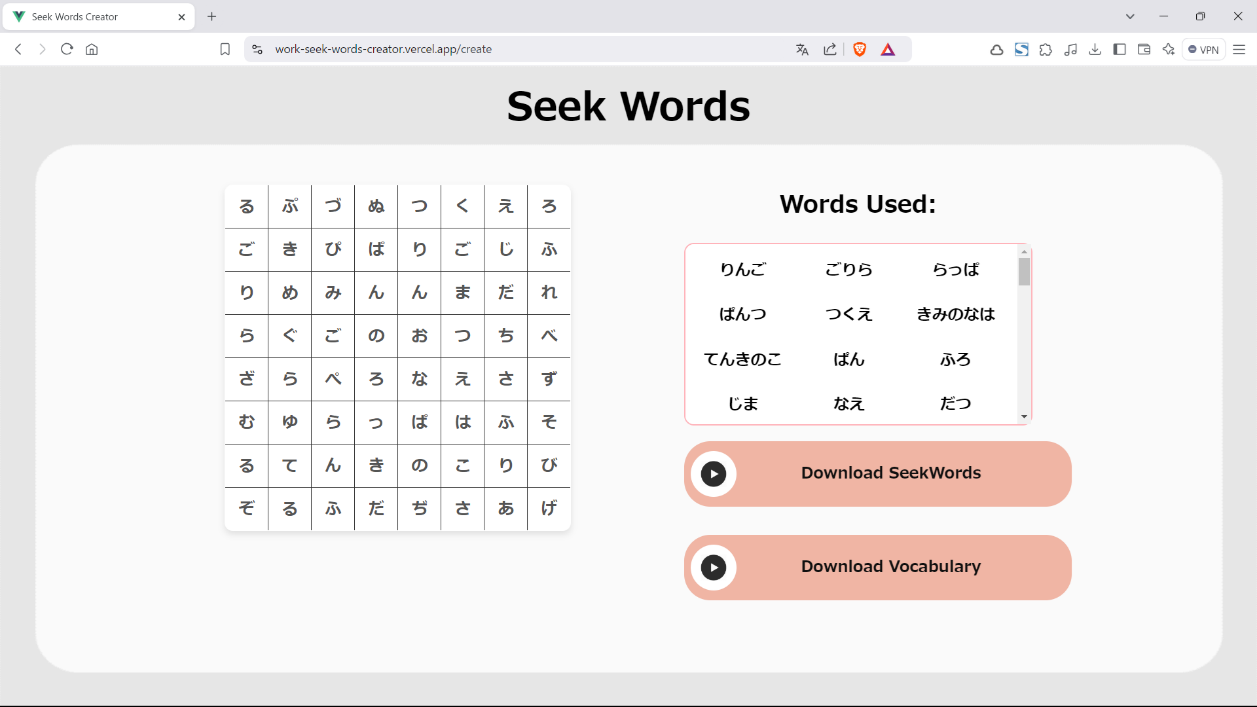 Seek Words Creator
work-seek-words-creator.vercel.app/create
VPN
Seek Words
る ぷ づ ぬ つ く え ろ
ご き ぴ ぱ り ご じ ふ
り め み ん ん ま だ れ
ら ぐ ご の お つ ち べ
ざ ら ぺ ろ な え さ ず
む ゆ ら っ ぱ は ふ そ
る て ん き の こ り び
ぞ る ふ だ ぢ さ あ げ
Words Used:
りんご ごりら らっぱ
ぱんつ つくえ きみのなは
てんきのこ ぱん ふろ
じま なえ だつ
Download SeekWords
Download Vocabulary